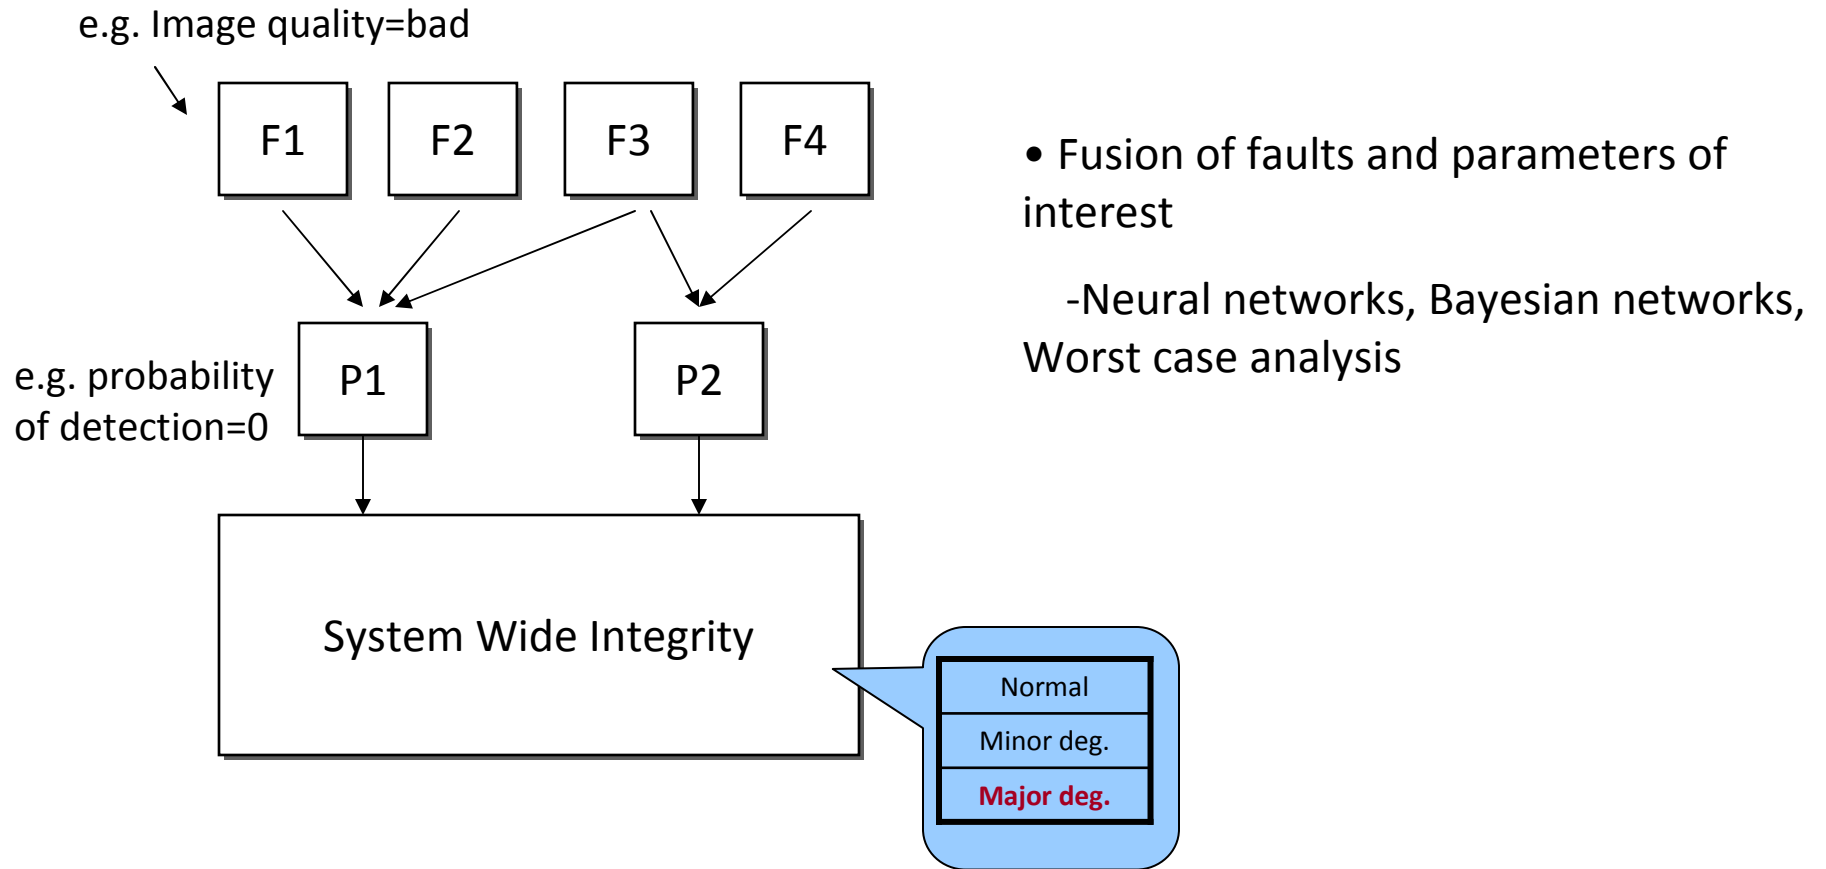 e.g. Image quality=bad
F1
F2
F3
F4
• Fusion of faults and parameters of
interest
-Neural networks, Bayesian networks,
Worst case analysis
e.g. probability
of detection=0
P1
P2
System Wide Integrity
Normal
Minor deg.
Major deg.